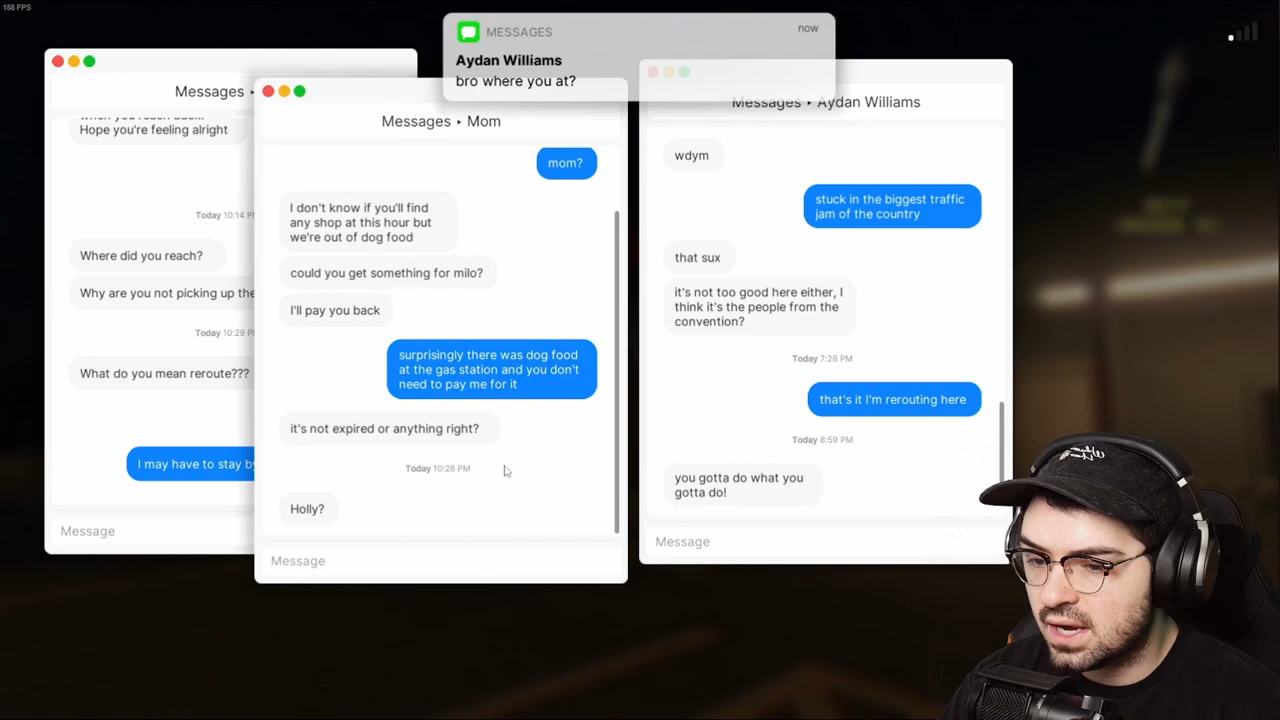 188 FPS
MESSAGES
now
Aydan Williams
bro where you at?
Messages ▸
when you reach back!
Hope you're feeling alright
Today 10:14 P
Where did you reach?
Why are you not picking up the
Today 10:29 P
What do you mean reroute???
I may have to stay b
Message
Messages ▸ Mom
mom?
I don't know if you'll find
any shop at this hour but
we're out of dog food
could you get something for milo?
I'll pay you back
surprisingly there was dog food
at the gas station and you don't
need to pay me for it
it's not expired or anything right?
Today 10:28 PM
Holly?
Message
Messages ▸ Aydan Williams
wdym
stuck in the biggest traffic
jam of the country
that sux
it's not too good here either, I
think it's the people from the
convention?
Today 7:28 PM
that's it I'm rerouting here
Today 8:59 PM
you gotta do what you
gotta do!
Message